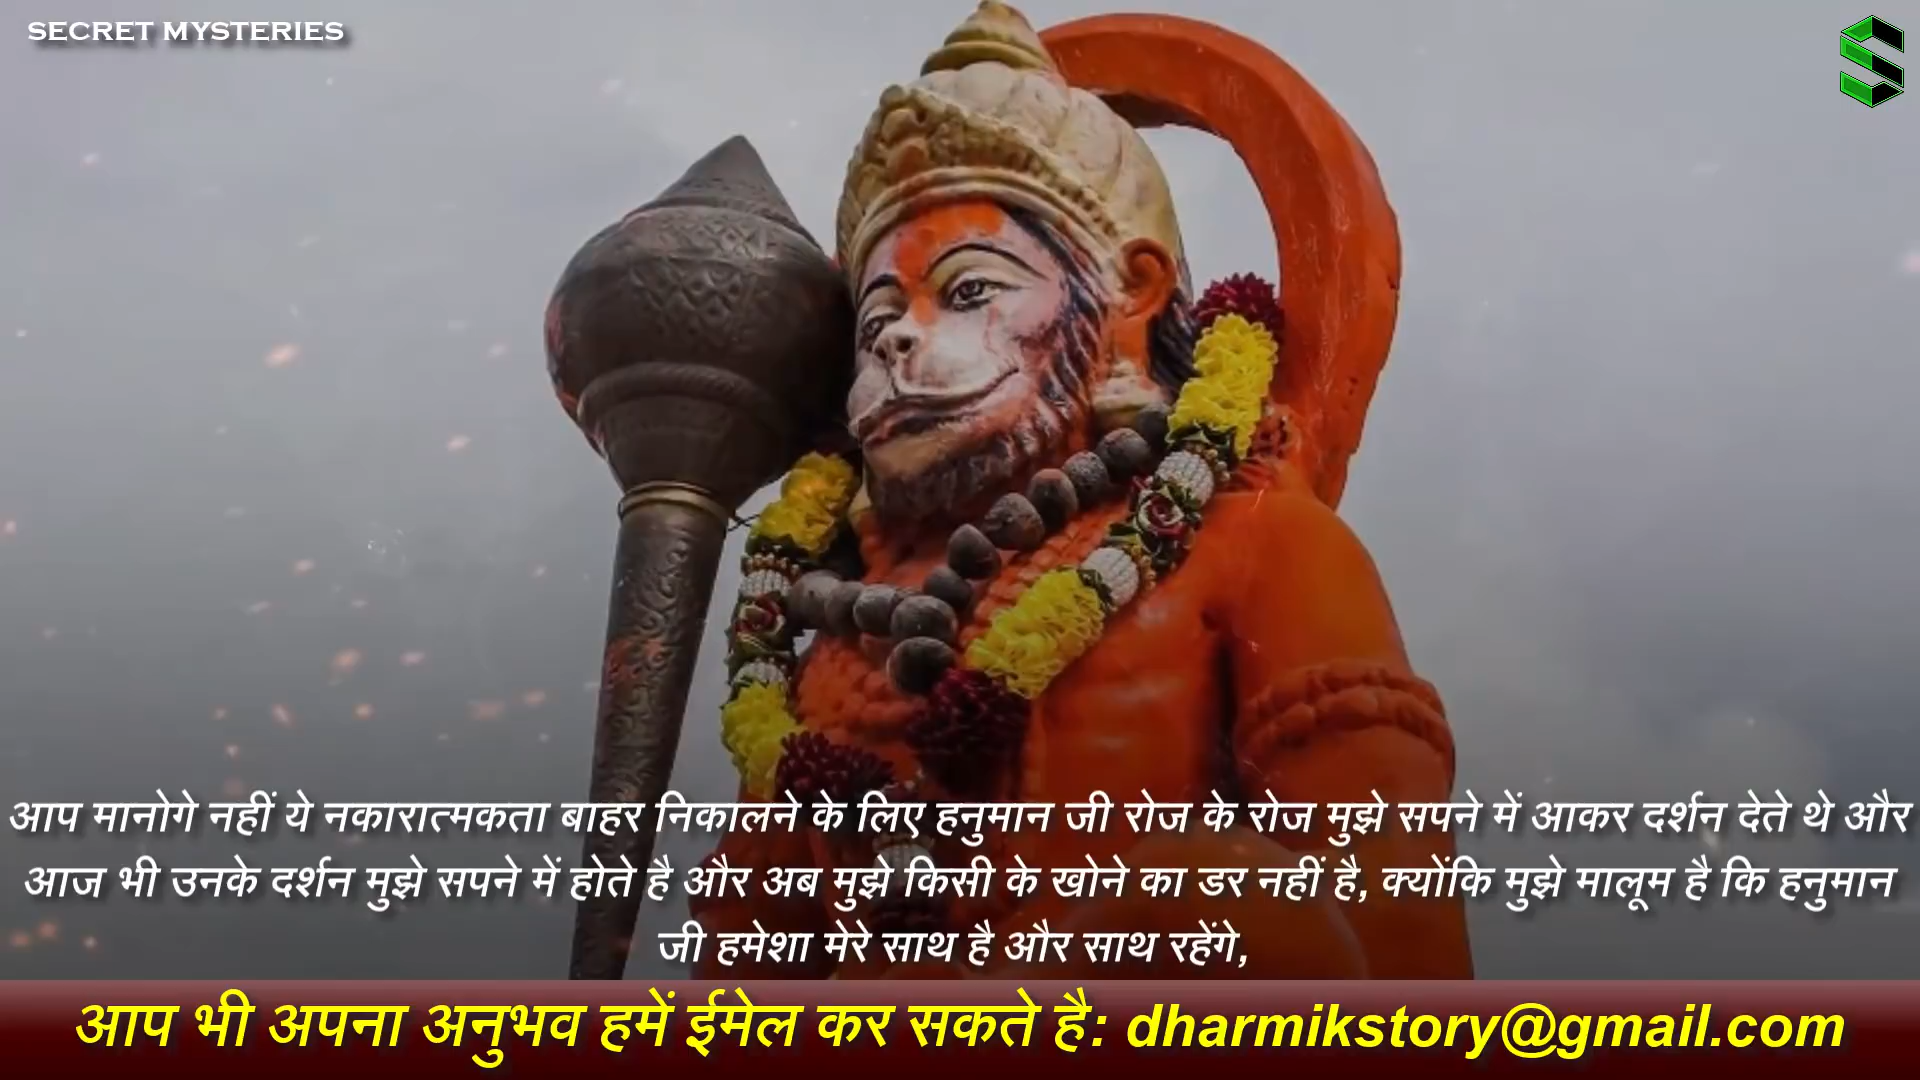 SECRET MYSTERIES
आप मानोगे नहीं ये नकारात्मकता बाहर निकालने के लिए हनुमान जी रोज के रोज मुझे सपने में आकर दर्शन देते थे और
आज भी उनके दर्शन मुझे सपने में होते है और अब मुझे किसी के खोने का डर नहीं है, क्योंकि मुझे मालूम है कि हनुमान
जी हमेशा मेरे साथ है और साथ रहेंगे,
आप भी अपना अनुभव हमें ईमेल कर सकते है: dharmikstory@gmail.com